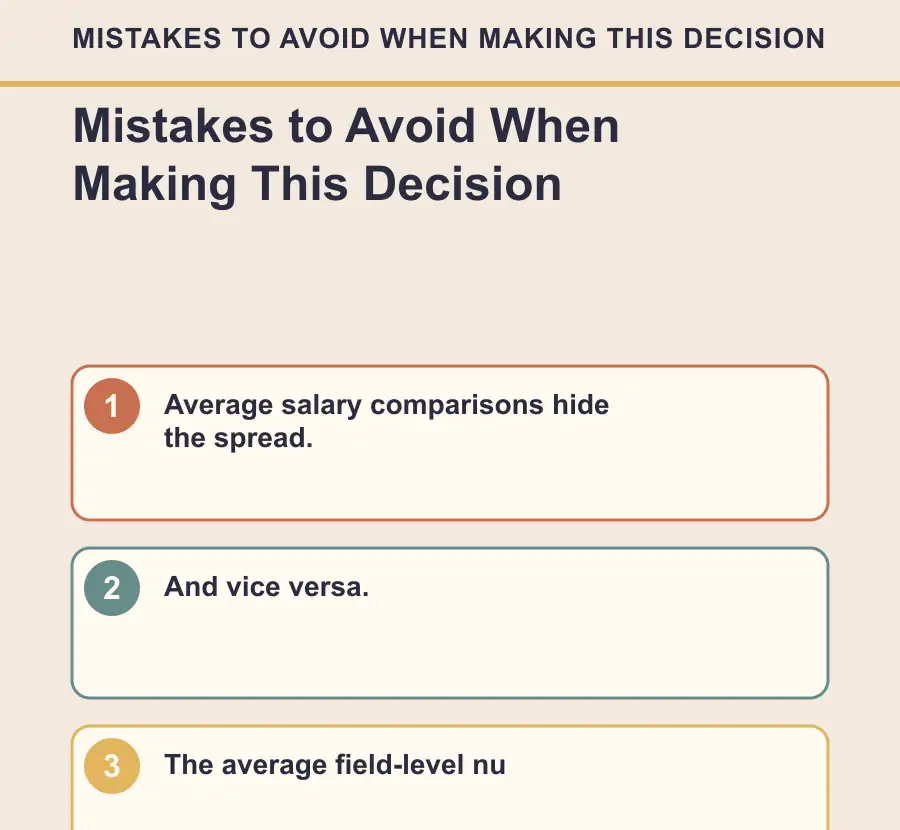 MISTAKES TO AVOID WHEN MAKING THIS DECISION
Mistakes to Avoid When
Making This Decision
1
Average salary comparisons hide
the spread.
2
And vice versa.
3
The average field-level nu